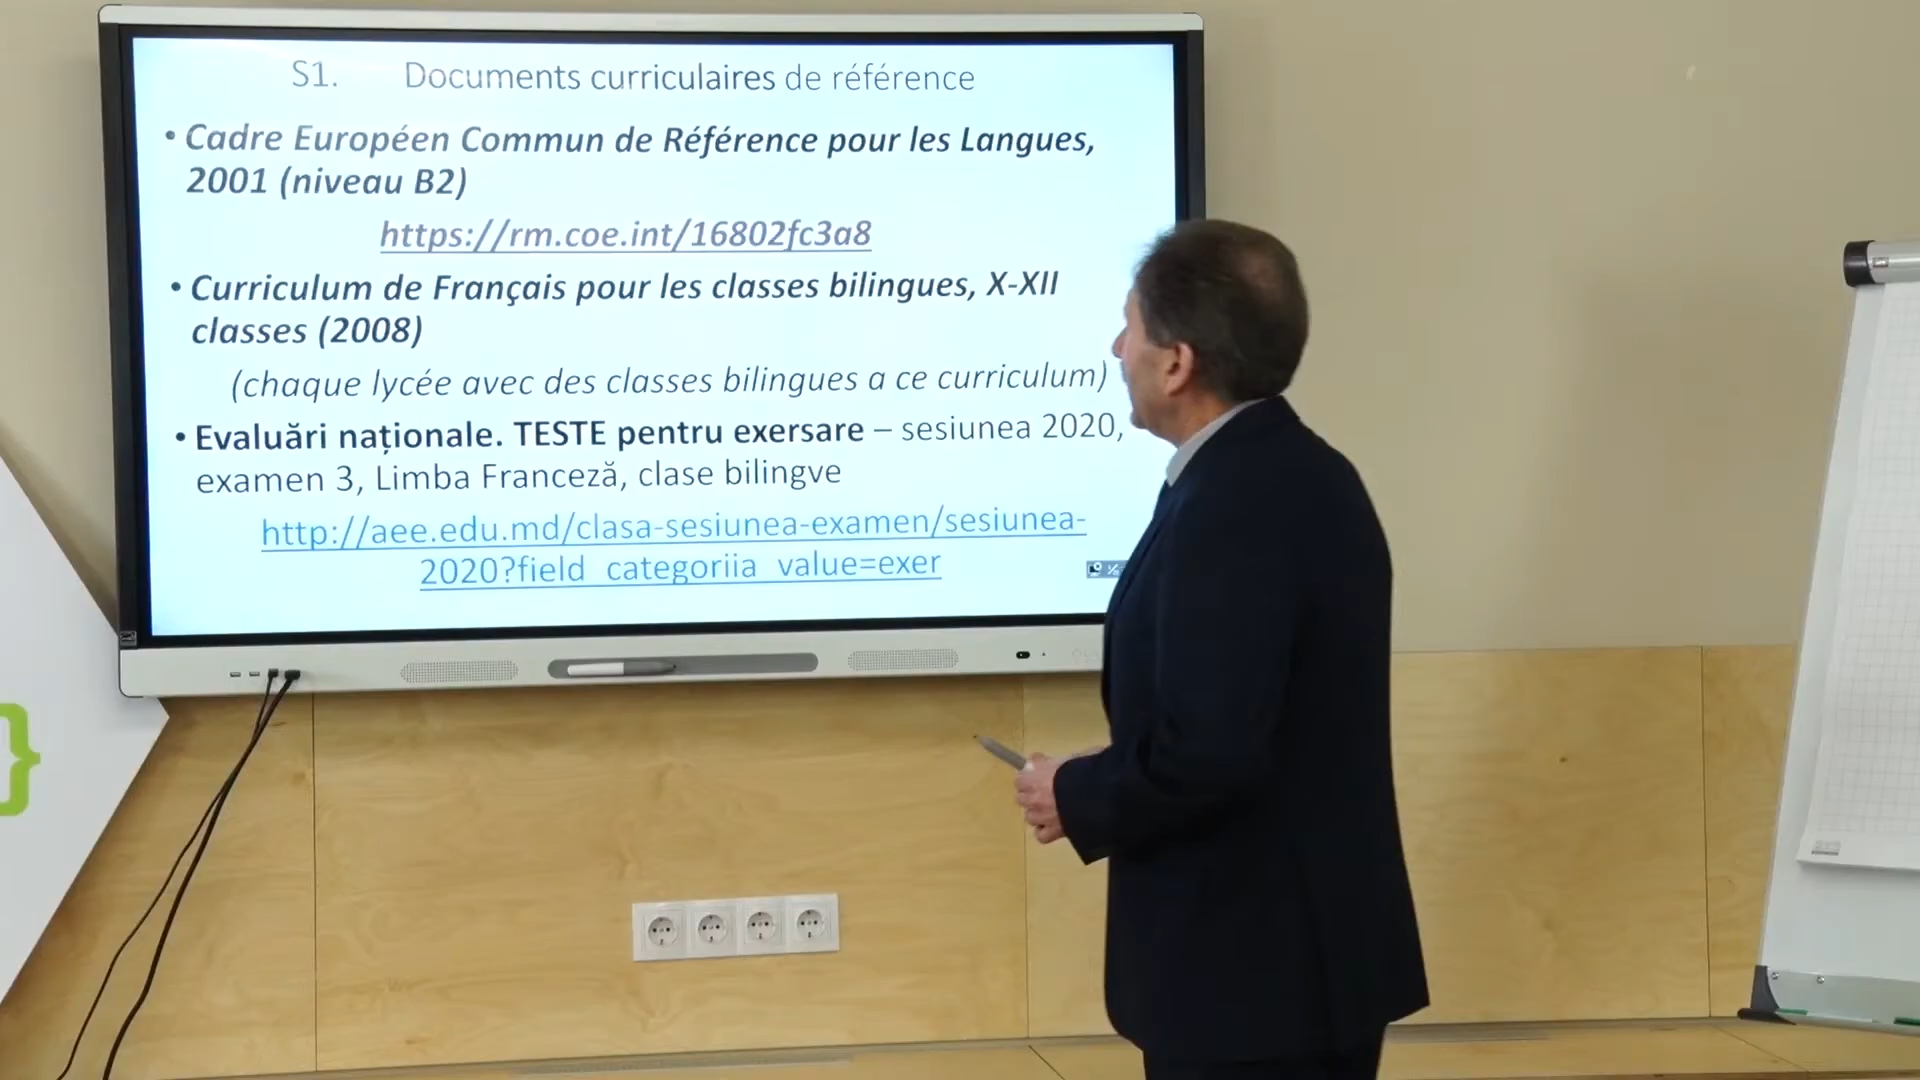 S1. Documents curriculaires de référence
• Cadre Européen Commun de Référence pour les Langues,
2001 (niveau B2)
https://rm.coe.int/16802fc3a8
• Curriculum de Français pour les classes bilingues, X-XII
classes (2008)
(chaque lycée avec des classes bilingues a ce curriculum)
• Evaluări naționale. TESTE pentru exersare – sesiunea 2020,
examen 3, Limba Franceză, clase bilingve
http://aee.edu.md/clasa-sesiunea-examen/sesiunea-
2020?field_categoriia_value=exer
}